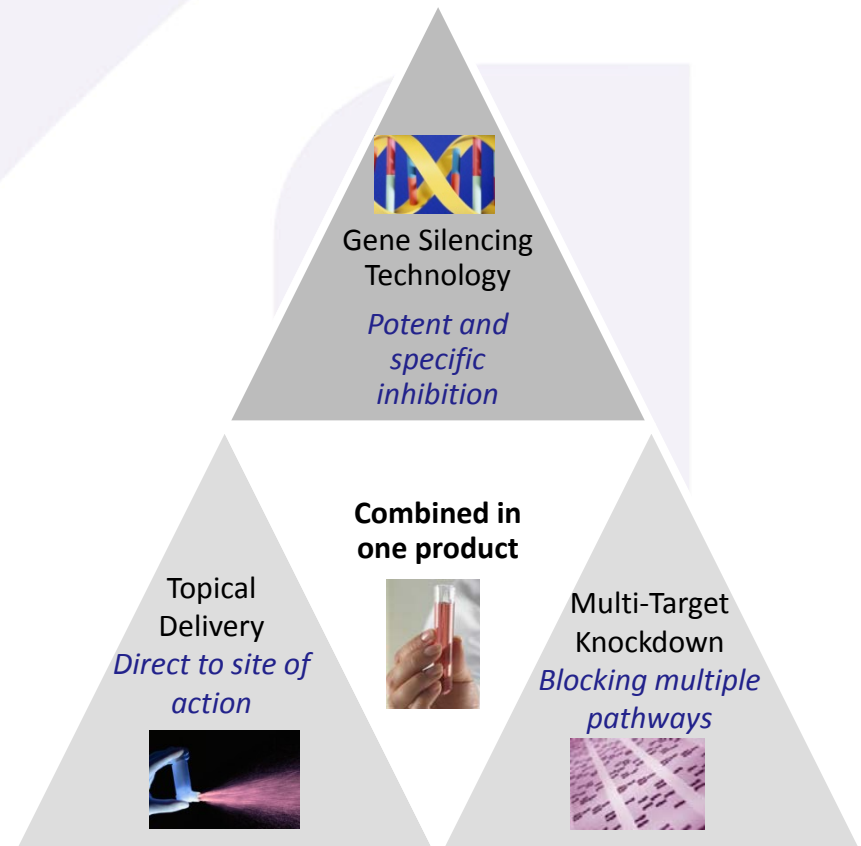 Gene Silencing
Technology
Potent and
specific
inhibition
Combined in
one product
Topical
Delivery
Direct to site of
action
Multi-Target
Knockdown
Blocking multiple
pathways